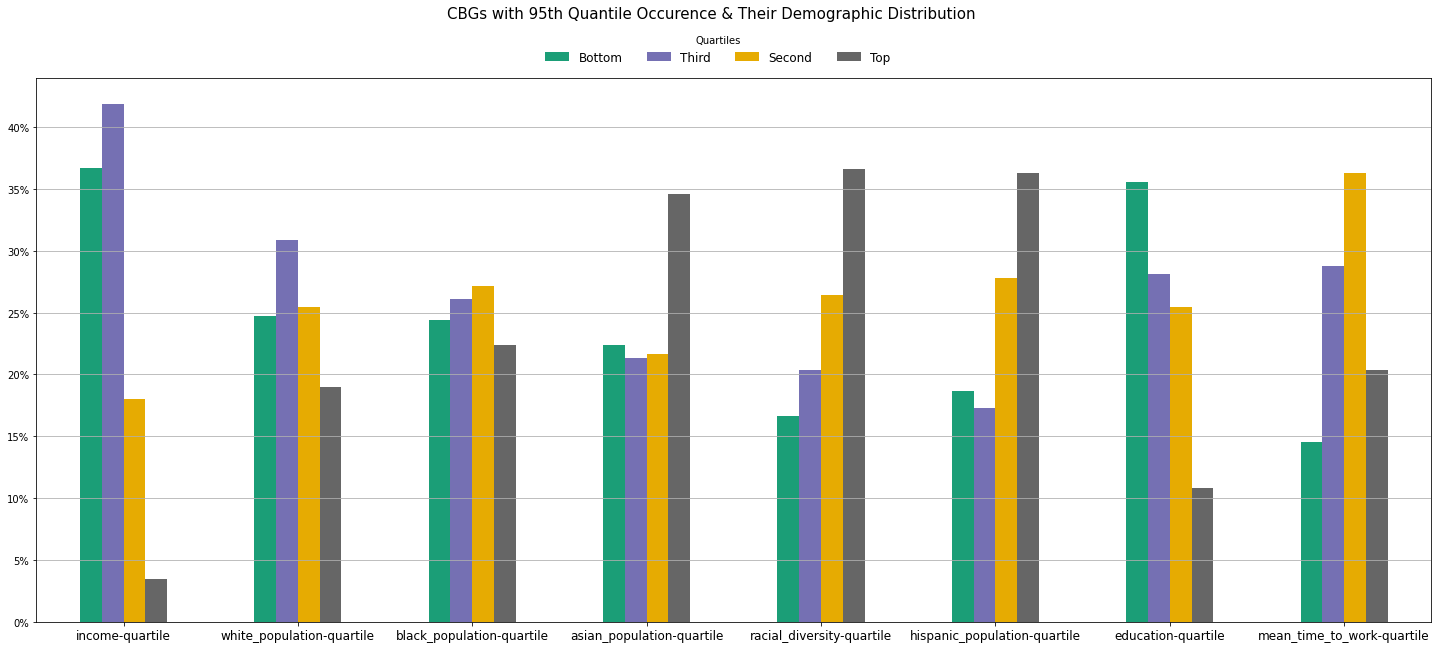 CBGs with 95th Quantile Occurence & Their Demographic Distribution
Quartiles
Bottom Third Second Top
40%
35%
30%
25%
20%
15%
10%
5%
0%
income-quartile white_population-quartile black_population-quartile asian_population-quartile racial_diversity-quartile hispanic_population-quartile education-quartile mean_time_to_work-quartile